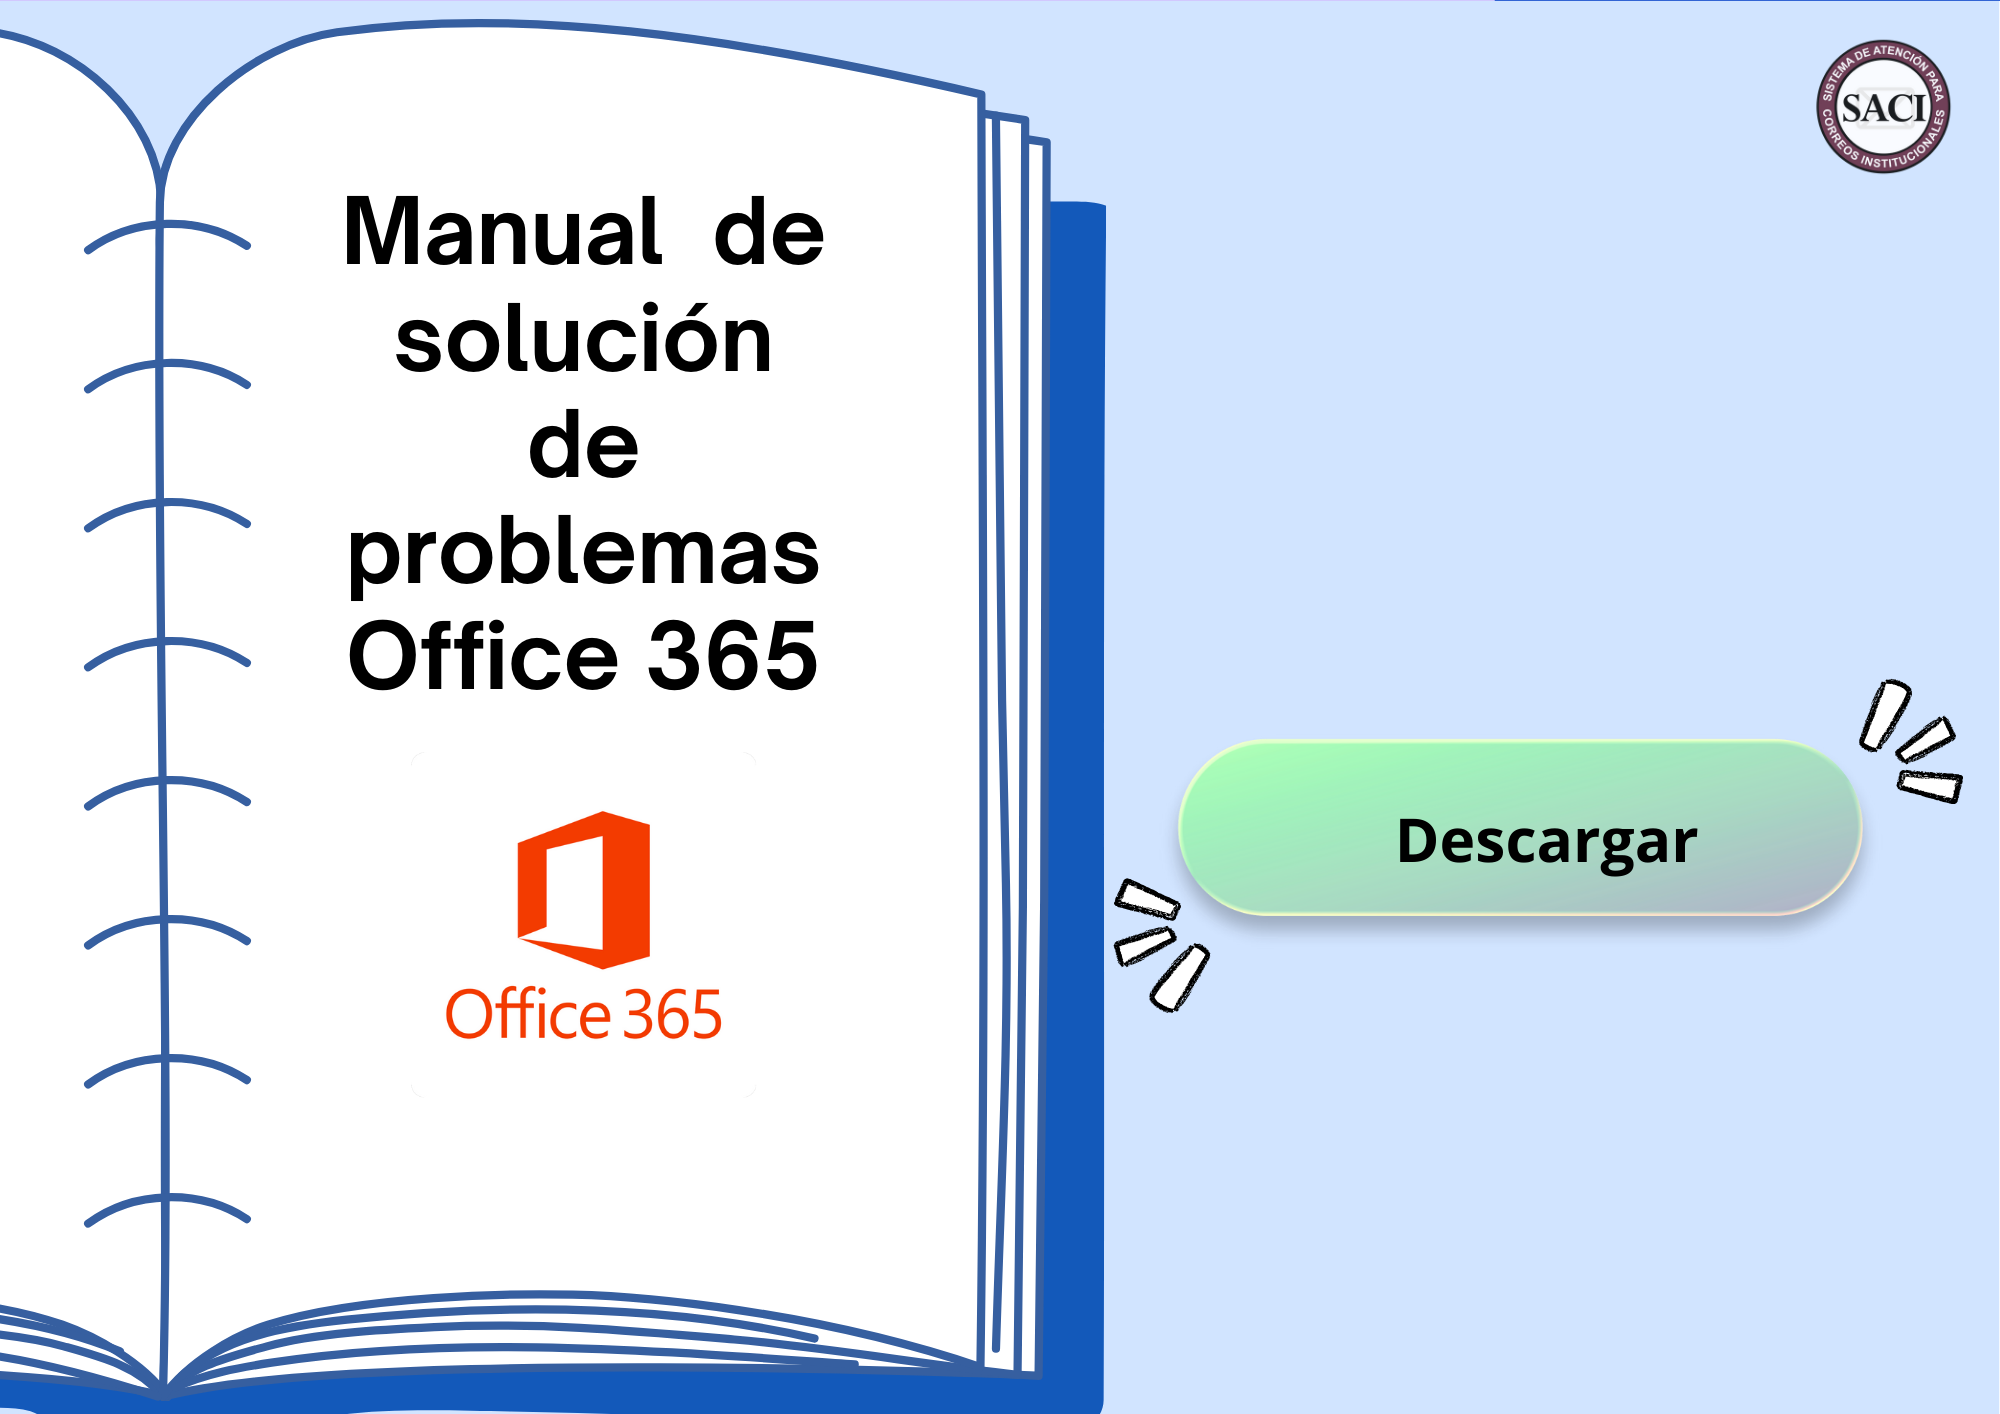 SISTEMA DE ATENCIÓN PARA
SACI
CORREOS INSTITUCIONALES
Manual de
solución
de
problemas
Office 365
Office 365
Descargar